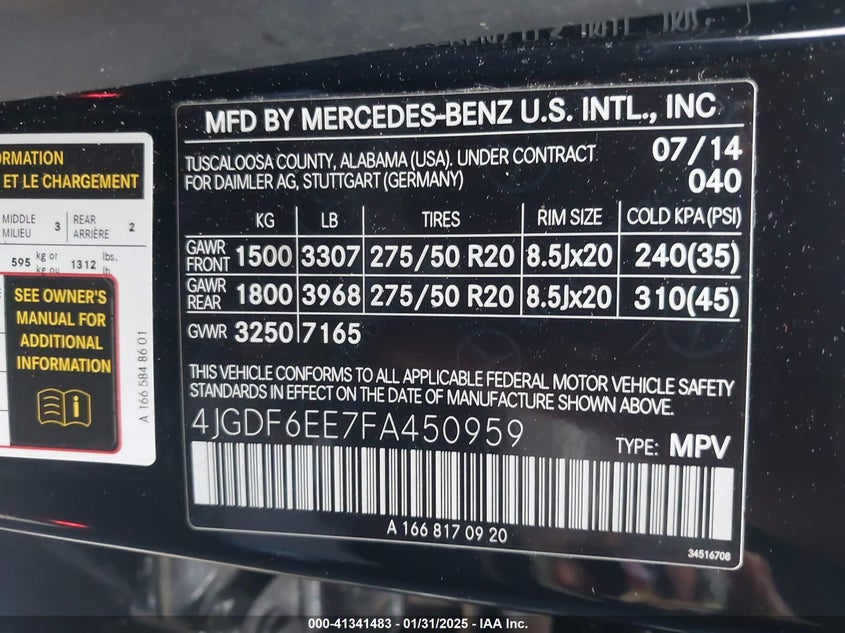 MFD BY MERCEDES-BENZ U.S. INTL., INC
TUSCALOOSA COUNTY, ALABAMA (USA). UNDER CONTRACT 07/14
FOR DAIMLER AG, STUTTGART (GERMANY) 040
KG LB TIRES RIM SIZE COLD KPA (PSI)
GAWR FRONT 1500 3307 275/50 R20 8.5Jx20 240(35)
GAWR REAR 1800 3968 275/50 R20 8.5Jx20 310(45)
GVWR 3250 7165
THIS VEHICLE CONFORMS TO ALL APPLICABLE FEDERAL MOTOR VEHICLE SAFETY
STANDARDS IN EFFECT ON THE DATE OF MANUFACTURE SHOWN ABOVE.
4JGDF6EE7FA450959
TYPE: MPV
A 166 817 09 20
34516708
ET LE CHARGEMENT
MIDDLE MILIEU 3 REAR ARRIÈRE 2
595 kg or 1312 lbs.
SEE OWNER'S
MANUAL FOR
ADDITIONAL
INFORMATION
A 166 584 86 01
000-41341483 - 01/31/2025 - IAA Inc.